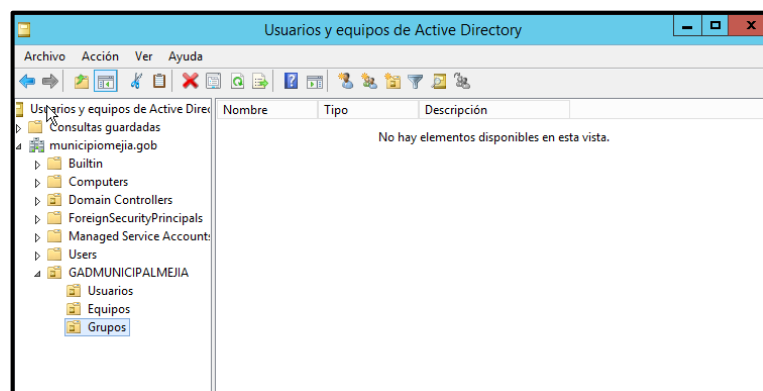 Usuarios y equipos de Active Directory
Archivo Acción Ver Ayuda
Usuarios y equipos de Active Direc
Nombre Tipo Descripción
Consultas guardadas
No hay elementos disponibles en esta vista.
municipiomejia.gob
Builtin
Computers
Domain Controllers
ForeignSecurityPrincipals
Managed Service Accounts
Users
GADMUNICIPALMEJIA
Usuarios
Equipos
Grupos